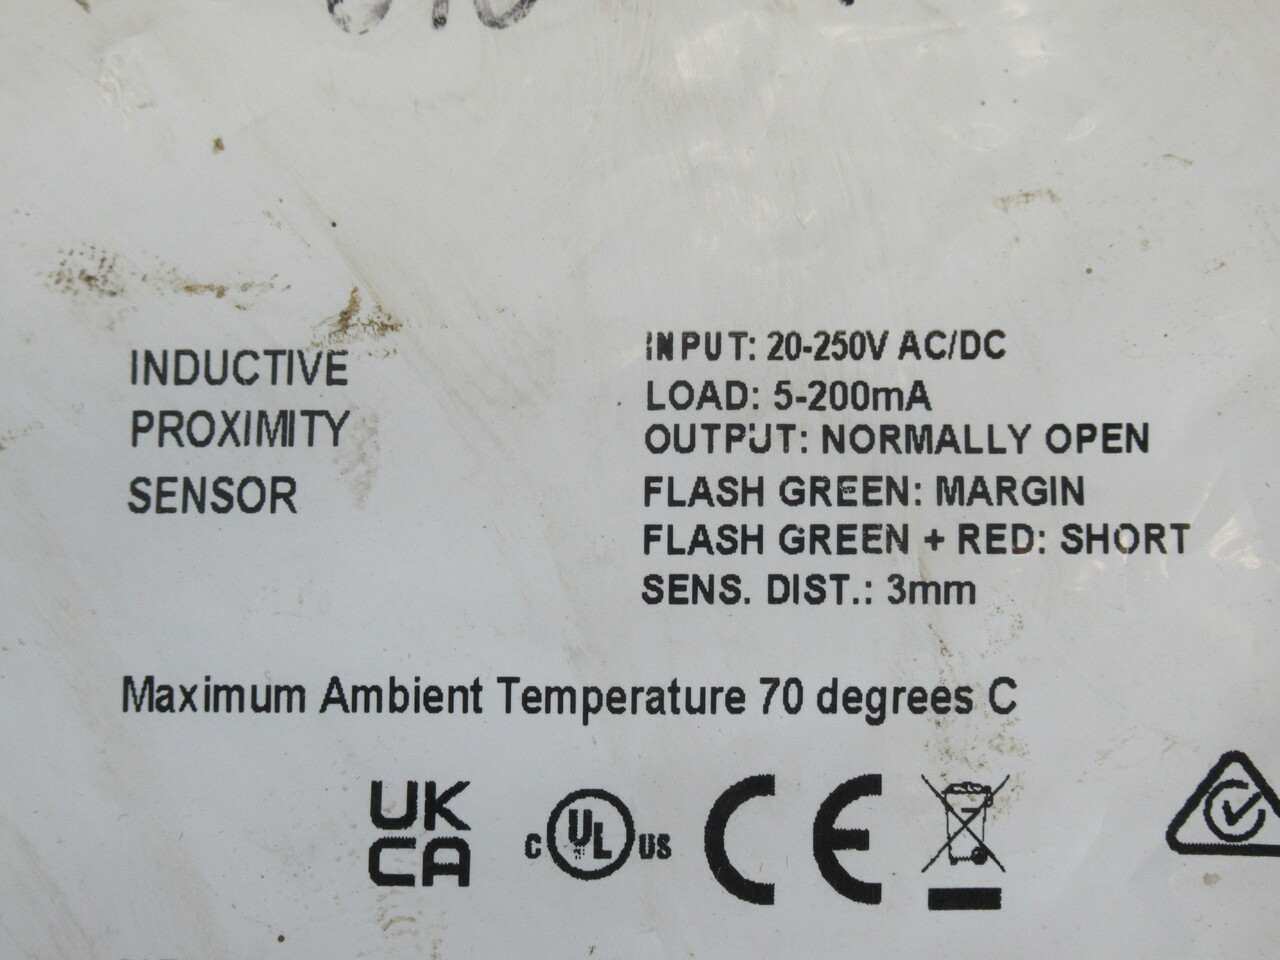 INDUCTIVE
PROXIMITY
SENSOR
INPUT: 20-250V AC/DC
LOAD: 5-200mA
OUTPUT: NORMALLY OPEN
FLASH GREEN: MARGIN
FLASH GREEN + RED: SHORT
SENS. DIST.: 3mm
Maximum Ambient Temperature 70 degrees C
UK
CA
C UL US
CE